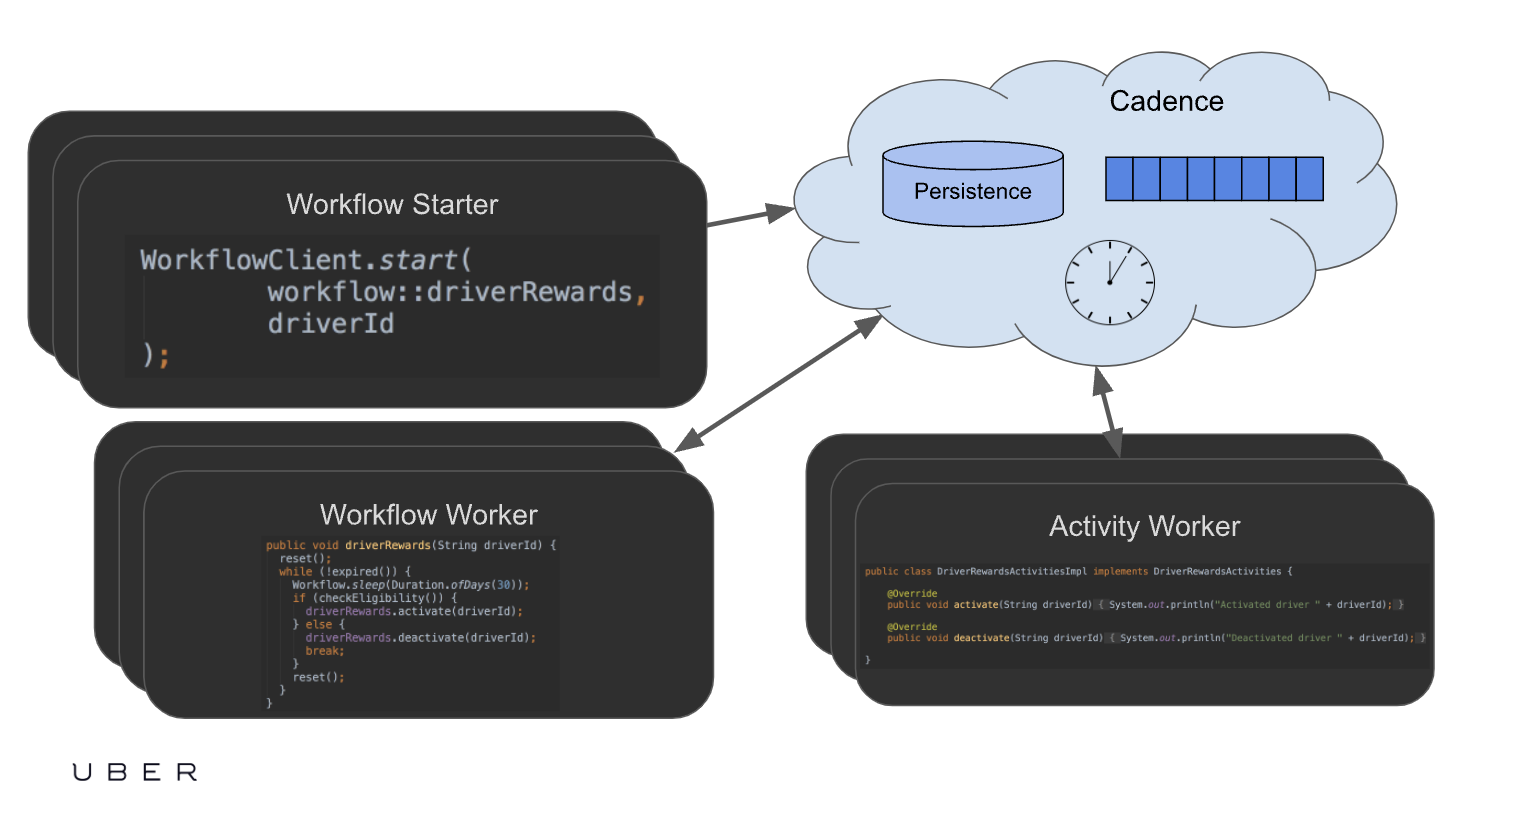 Cadence
Persistence
Workflow Starter
WorkflowClient.start(
workflow::driverRewards,
driverId
);
Workflow Worker
public void driverRewards(String driverId) {
reset();
while (!expired()) {
Workflow.sleep(Duration.ofDays(30));
if (checkEligibility()) {
driverRewards.activate(driverId);
} else {
driverRewards.deactivate(driverId);
break;
}
reset();
}
}
Activity Worker
public class DriverRewardsActivitiesImpl implements DriverRewardsActivities {
@Override
public void activate(String driverId) { System.out.println("Activated driver " + driverId); }
@Override
public void deactivate(String driverId) { System.out.println("Deactivated driver " + driverId); }
}
UBER